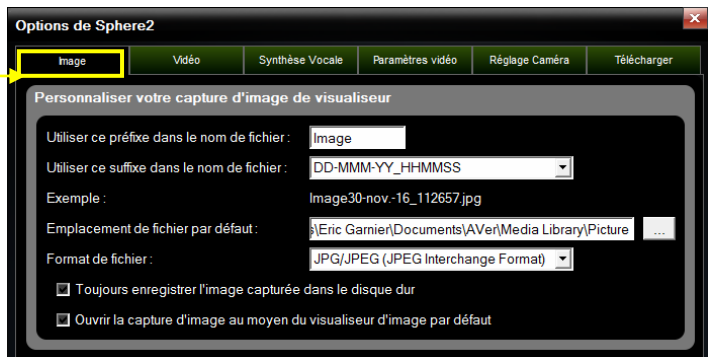 Options de Sphere2
Image Vidéo Synthèse Vocale Paramètres vidéo Réglage Caméra Télécharger
Personnaliser votre capture d'image de visualiseur
Utiliser ce préfixe dans le nom de fichier : Image
Utiliser ce suffixe dans le nom de fichier : DD-MMM-YY_HHMMSS
Exemple : Image30-nov.-16_112657.jpg
Emplacement de fichier par défaut : s\Eric Garnier\Documents\AVer\Media Library\Picture ...
Format de fichier : JPG/JPEG (JPEG Interchange Format)
Toujours enregistrer l'image capturée dans le disque dur
Ouvrir la capture d'image au moyen du visualiseur d'image par défaut